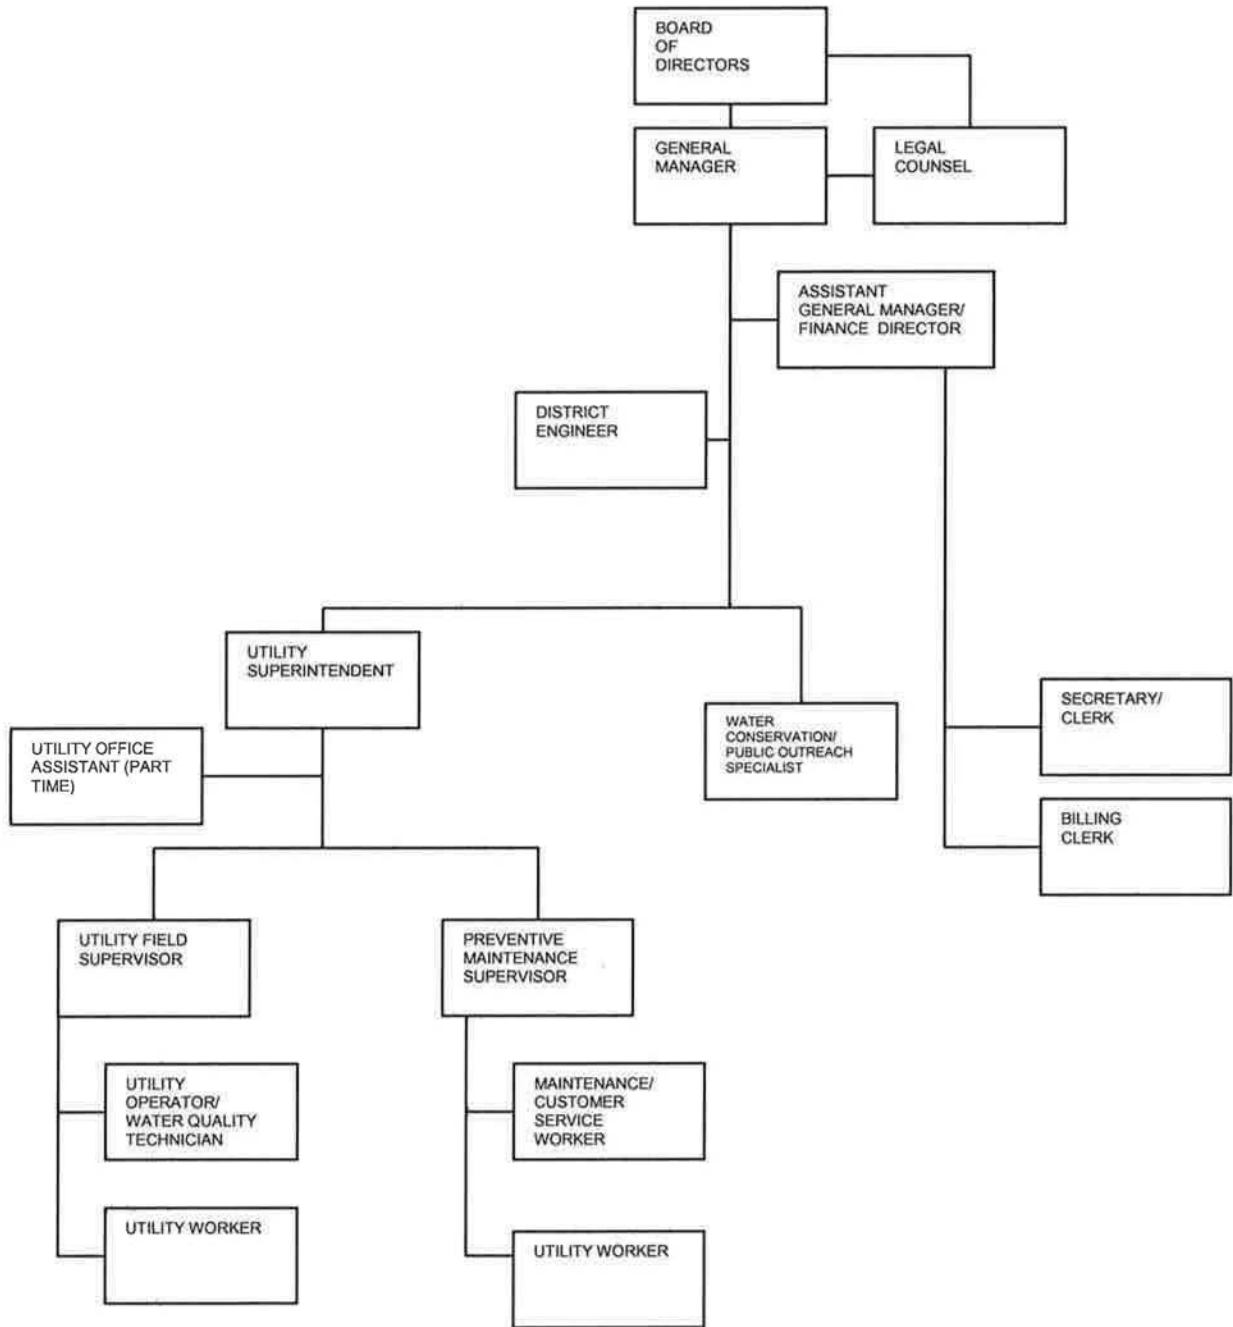 BOARD
OF
DIRECTORS
GENERAL
MANAGER
LEGAL
COUNSEL
ASSISTANT
GENERAL MANAGER/
FINANCE DIRECTOR
DISTRICT
ENGINEER
UTILITY
SUPERINTENDENT
WATER
CONSERVATION/
PUBLIC OUTREACH
SPECIALIST
SECRETARY/
CLERK
UTILITY OFFICE
ASSISTANT (PART
TIME)
BILLING
CLERK
UTILITY FIELD
SUPERVISOR
PREVENTIVE
MAINTENANCE
SUPERVISOR
UTILITY
OPERATOR/
WATER QUALITY
TECHNICIAN
MAINTENANCE/
CUSTOMER
SERVICE
WORKER
UTILITY WORKER
UTILITY WORKER